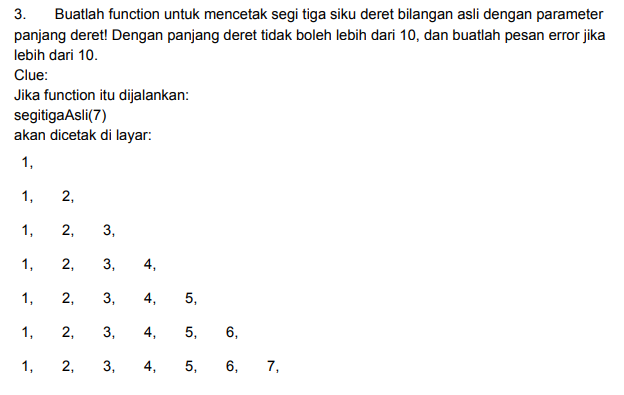 3. Buatlah function untuk mencetak segi tiga siku deret bilangan asli dengan parameter
panjang deret! Dengan panjang deret tidak boleh lebih dari 10, dan buatlah pesan error jika
lebih dari 10.
Clue:
Jika function itu dijalankan:
segitigaAsli(7)
akan dicetak di layar:
1,
1, 2,
1, 2, 3,
1, 2, 3, 4,
1, 2, 3, 4, 5,
1, 2, 3, 4, 5, 6,
1, 2, 3, 4, 5, 6, 7,